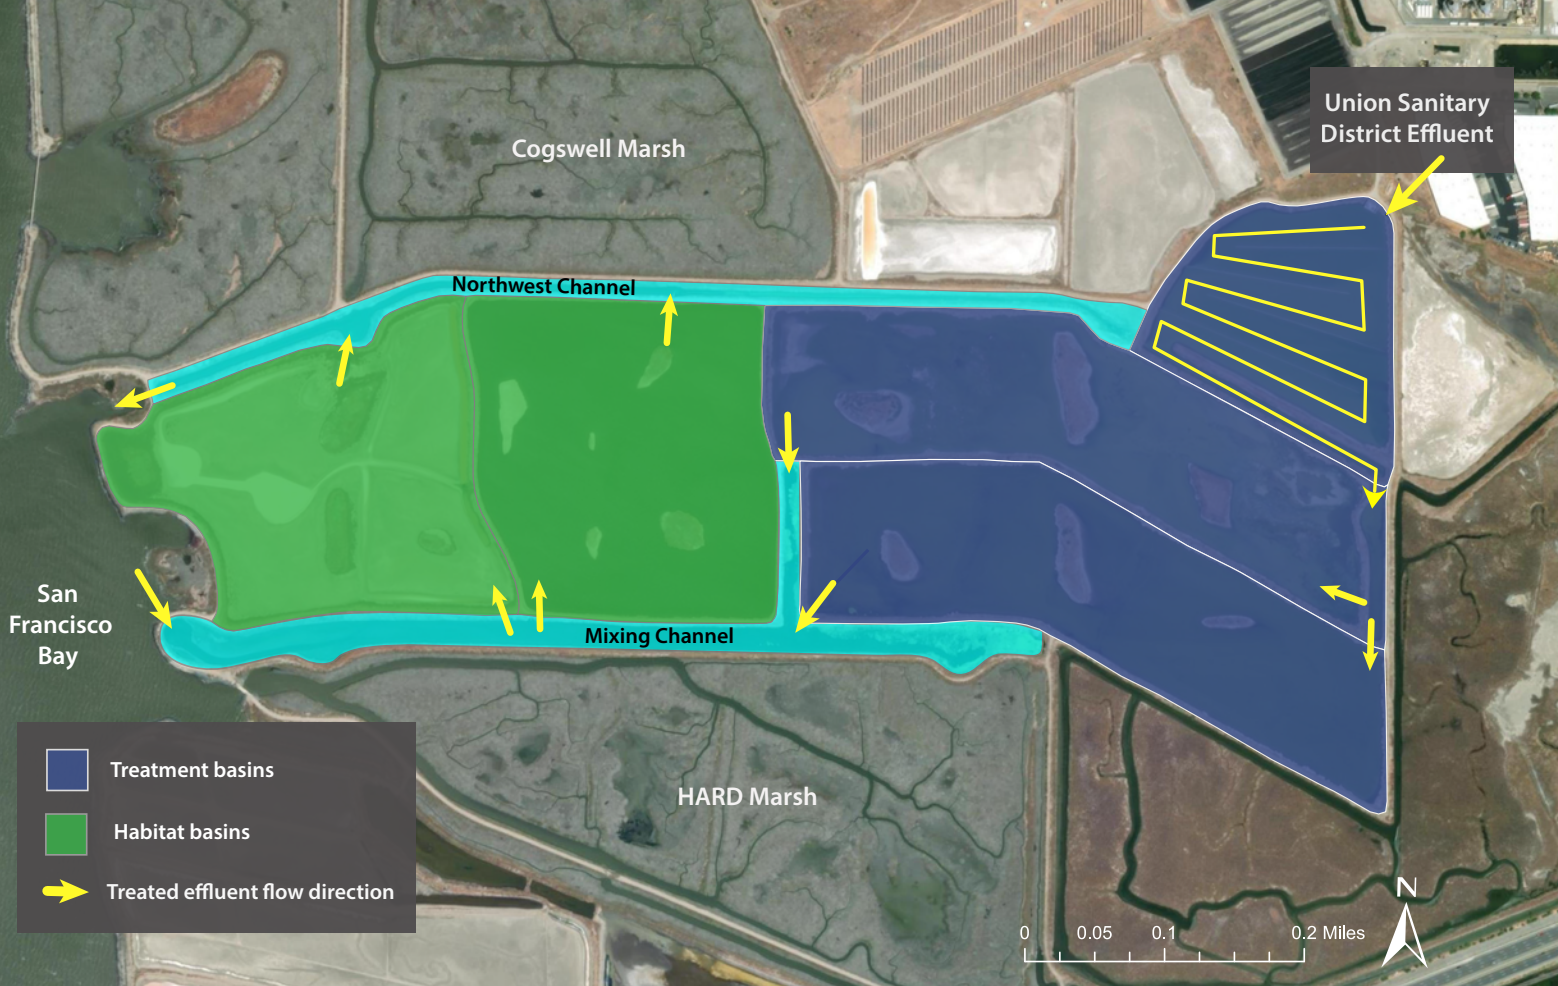 Union Sanitary
District Effluent
Cogswell Marsh
Northwest Channel
San
Francisco
Bay
Mixing Channel
HARD Marsh
Treatment basins
Habitat basins
Treated effluent flow direction
N
0 0.05 0.1 0.2 Miles